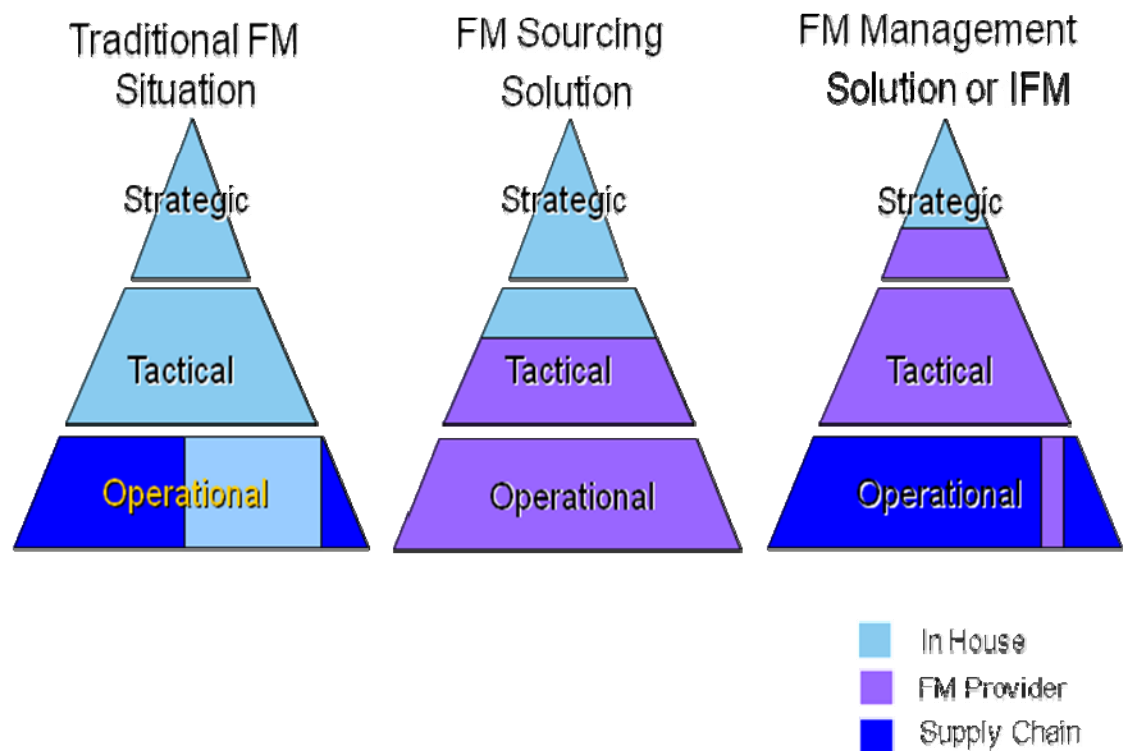 Traditional FM
Situation
FM Sourcing
Solution
FM Management
Solution or IFM
Strategic
Strategic
Strategic
Tactical
Tactical
Tactical
Operational
Operational
Operational
In House
FM Provider
Supply Chain